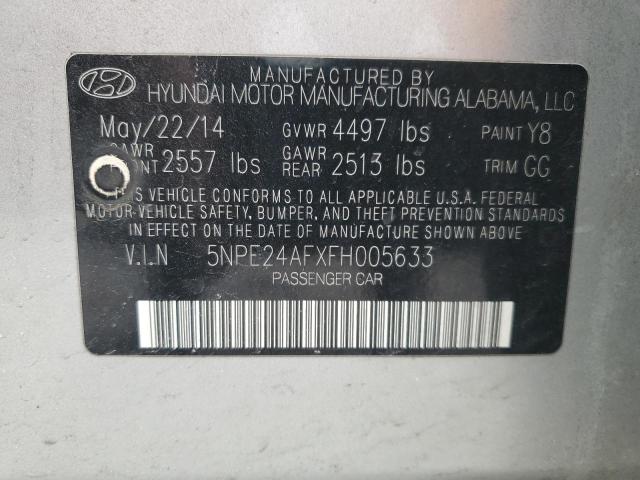 MANUFACTURED BY
HYUNDAI MOTOR MANUFACTURING ALABAMA, LLC
May/22/14 GVWR 4497 lbs PAINT Y8
2557 lbs GAWR REAR 2513 lbs TRIM GG
VEHICLE CONFORMS TO ALL APPLICABLE U.S.A. FEDERAL
MOTOR-VEHICLE SAFETY, BUMPER, AND THEFT PREVENTION STANDARDS
IN EFFECT ON THE DATE OF MANUFACTURE SHOWN ABOVE
V.I.N 5NPE24AFXFH005633
PASSENGER CAR